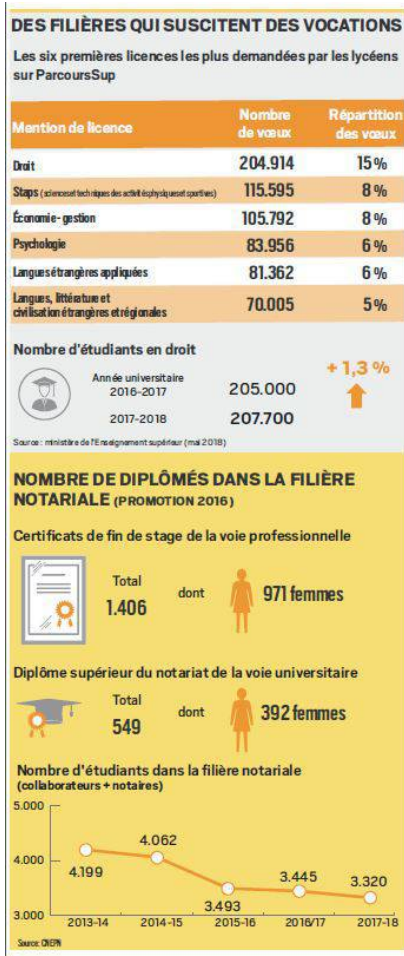 DES FILIÈRES QUI SUSCITENT DES VOCATIONS
Les six premières licences les plus demandées par les lycéens
sur ParcoursSup
Mention de licence Nombre de vœux Répartition des vœux
Droit 204.914 15%
Staps (sciences et techniques des activités physiques et sportives) 115.595 8%
Économie - gestion 105.792 8%
Psychologie 83.956 6%
Langues étrangères appliquées 81.362 6%
Langues, littérature et
civilisation étrangères et régionales 70.005 5%
Nombre d'étudiants en droit
+ 1,3 %
Année universitaire
2016-2017 205.000
2017-2018 207.700
Source : ministère de l'Enseignement supérieur (mai 2018)
NOMBRE DE DIPLÔMÉS DANS LA FILIÈRE
NOTARIALE (PROMOTION 2016)
Certificats de fin de stage de la voie professionnelle
Total
1.406 dont 971 femmes
Diplôme supérieur du notariat de la voie universitaire
Total
549 dont 392 femmes
Nombre d'étudiants dans la filière notariale
(collaborateurs + notaires)
5.000
4.000
3.000
4.199
4.062
3.493
3.445
3.320
2013-14 2014-15 2015-16 2016/17 2017-18
Source: CNEPN